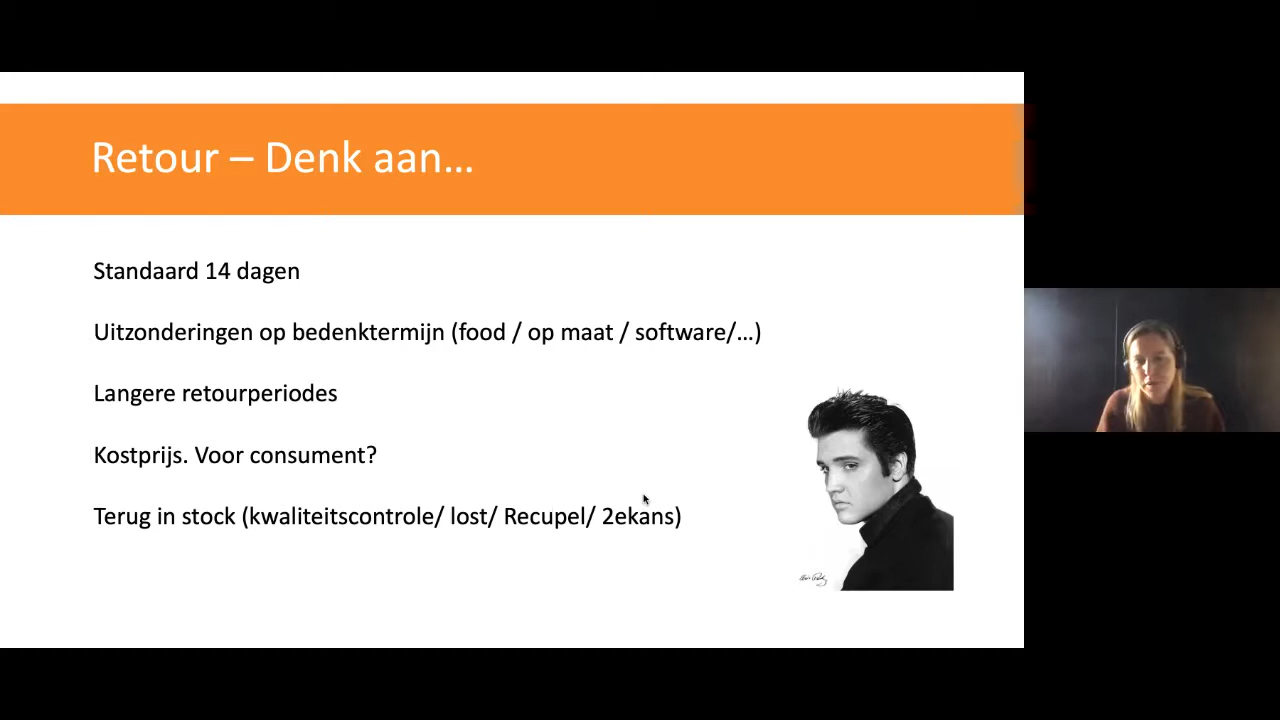 Retour – Denk aan...
Standaard 14 dagen
Uitzonderingen op bedenktermijn (food / op maat / software/...)
Langere retourperiodes
Kostprijs. Voor consument?
Terug in stock (kwaliteitscontrole/ lost/ Recupel/ 2ekans)